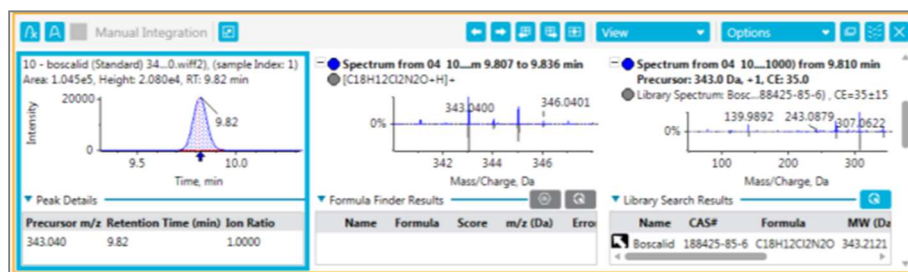 Manual Integration
View
Options
10 - boscalid (Standard) 34...0.wiff2), (sample Index: 1)
Area: 1.045e5, Height: 2.080e4, RT: 9.82 min
Intensity
20000
0
9.82
9.5
10.0
Time, min
Peak Details
Precursor m/z Retention Time (min) Ion Ratio
343.040 9.82 1.0000
Spectrum from 04 10...m 9.807 to 9.836 min
[C18H12Cl2N2O+H]+
343.0400
346.0401
0%
342
344
346
Mass/Charge, Da
Formula Finder Results
Name Formula Score m/z (Da) Erro
Spectrum from 04 10...1000) from 9.810 min
Precursor: 343.0 Da, +1, CE: 35.0
Library Spectrum: Bosc...88425-85-6) , CE=35±15
139.9892
243.0879
307.0622
0%
100
200
300
Mass/Charge, Da
Library Search Results
Name CAS# Formula MW (Da
Boscalid 188425-85-6 C18H12Cl2N2O 343.2121